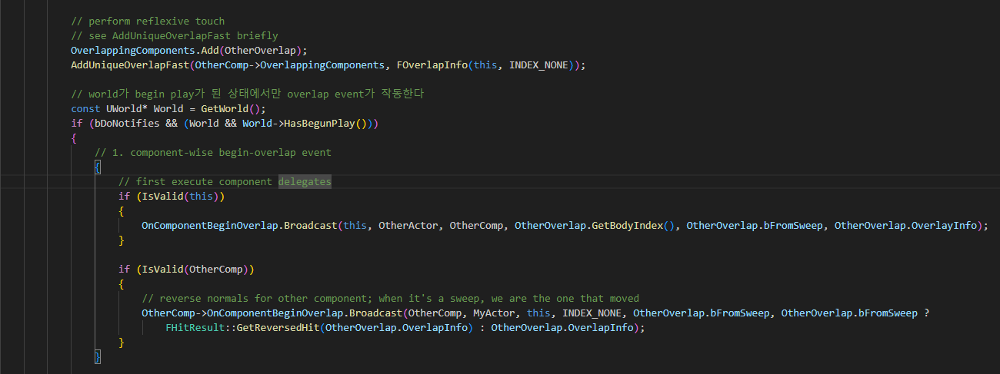 // perform reflexive touch
// see AddUniqueOverlapFast briefly
OverlappingComponents.Add(OtherOverlap);
AddUniqueOverlapFast(OtherComp->OverlappingComponents, FOverlapInfo(this, INDEX_NONE));
// world가 begin play가 된 상태에서만 overlap event가 작동한다
const UWorld* World = GetWorld();
if (bDoNotifies && (World && World->HasBegunPlay()))
{
// 1. component-wise begin-overlap event
{
// first execute component delegates
if (IsValid(this))
{
OnComponentBeginOverlap.Broadcast(this, OtherActor, OtherComp, OtherOverlap.GetBodyIndex(), OtherOverlap.bFromSweep, OtherOverlap.OverlayInfo);
}
if (IsValid(OtherComp))
{
// reverse normals for other component; when it's a sweep, we are the one that moved
OtherComp->OnComponentBeginOverlap.Broadcast(OtherComp, MyActor, this, INDEX_NONE, OtherOverlap.bFromSweep, OtherOverlap.bFromSweep ?
FHitResult::GetReversedHit(OtherOverlap.OverlapInfo) : OtherOverlap.OverlapInfo);
}
}